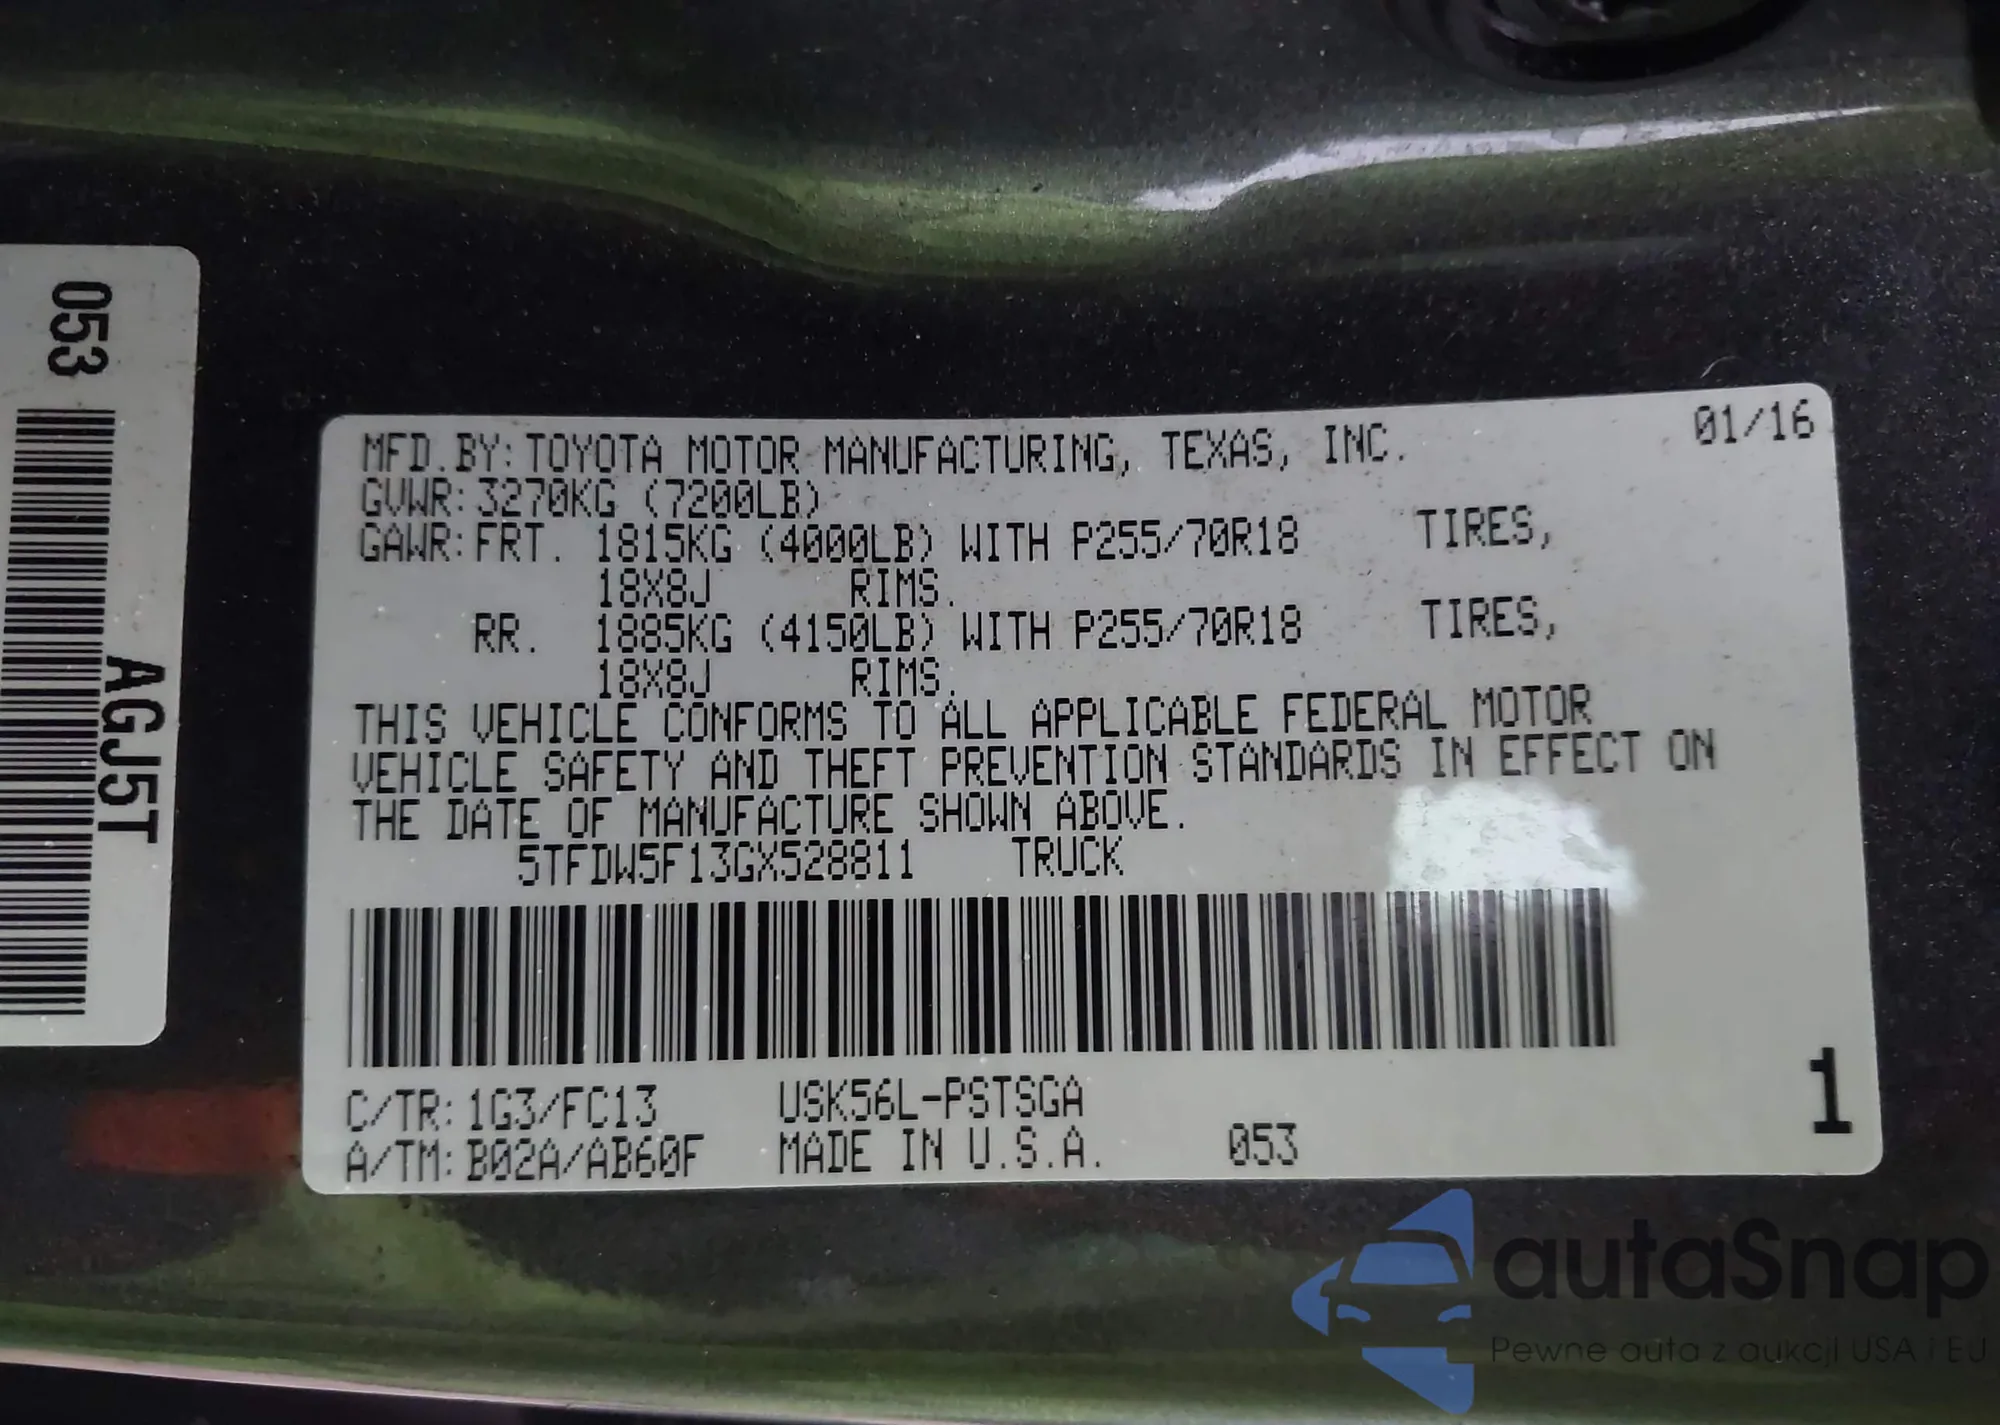 053
AGJ5T
MFD.BY: TOYOTA MOTOR MANUFACTURING, TEXAS, INC. 01/16
GVWR: 3270KG (7200LB)
GAWR: FRT. 1815KG (4000LB) WITH P255/70R18 TIRES,
18X8J RIMS.
RR. 1885KG (4150LB) WITH P255/70R18 TIRES,
18X8J RIMS.
THIS VEHICLE CONFORMS TO ALL APPLICABLE FEDERAL MOTOR
VEHICLE SAFETY AND THEFT PREVENTION STANDARDS IN EFFECT ON
THE DATE OF MANUFACTURE SHOWN ABOVE.
5TFDW5F13GX528811 TRUCK
C/TR: 1G3/FC13 USK56L-PSTSGA
A/TM: B02A/AB60F MADE IN U.S.A. 053
1
autaSnap
Pewne auta z aukcji USA i EU